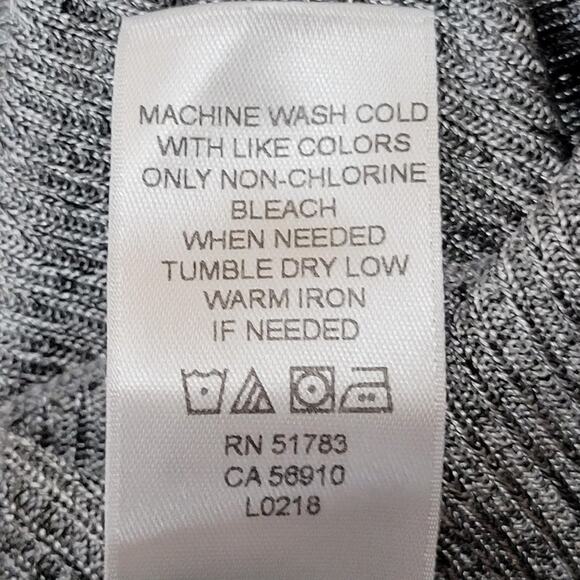 MACHINE WASH COLD
WITH LIKE COLORS
ONLY NON-CHLORINE
BLEACH
WHEN NEEDED
TUMBLE DRY LOW
WARM IRON
IF NEEDED
RN 51783
CA 56910
L0218